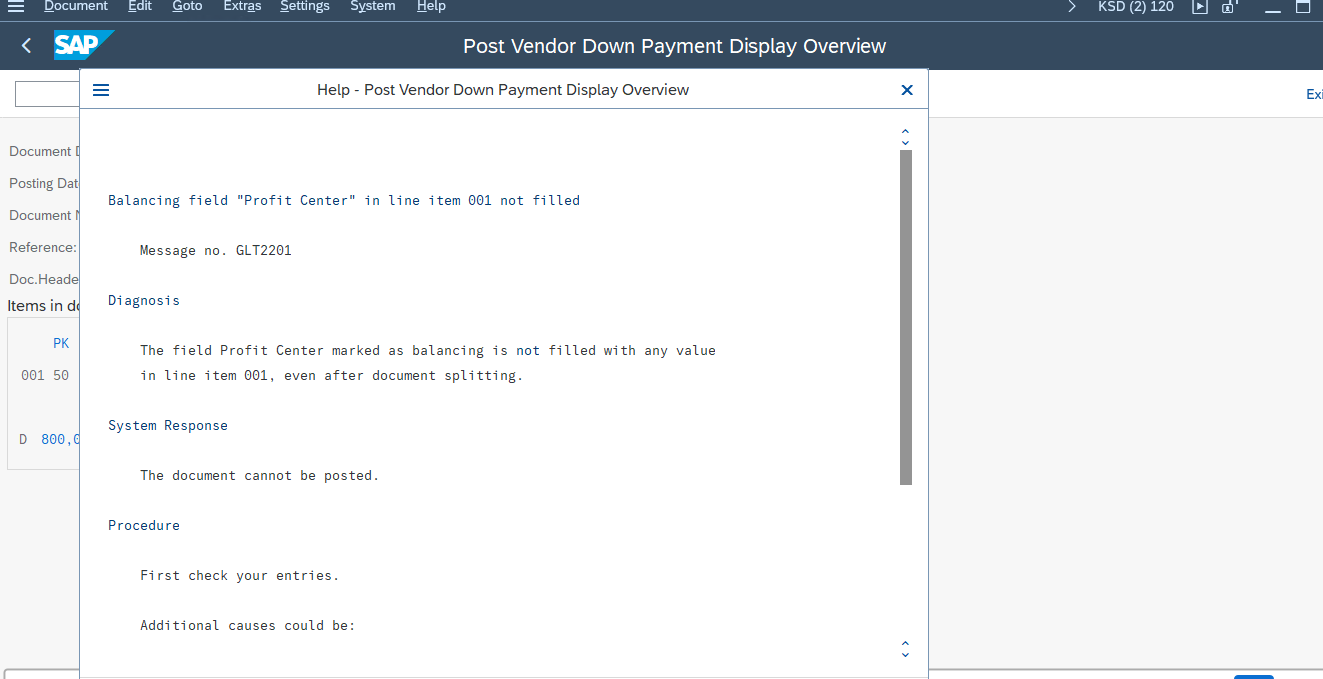 Document Edit Goto Extras Settings System Help KSD (2) 120
SAP Post Vendor Down Payment Display Overview
Help - Post Vendor Down Payment Display Overview
Exi
Document D
Posting Dat
Document N
Reference:
Doc.Heade
Items in do
PK
001 50
D 800,0
Balancing field "Profit Center" in line item 001 not filled
Message no. GLT2201
Diagnosis
The field Profit Center marked as balancing is not filled with any value
in line item 001, even after document splitting.
System Response
The document cannot be posted.
Procedure
First check your entries.
Additional causes could be: